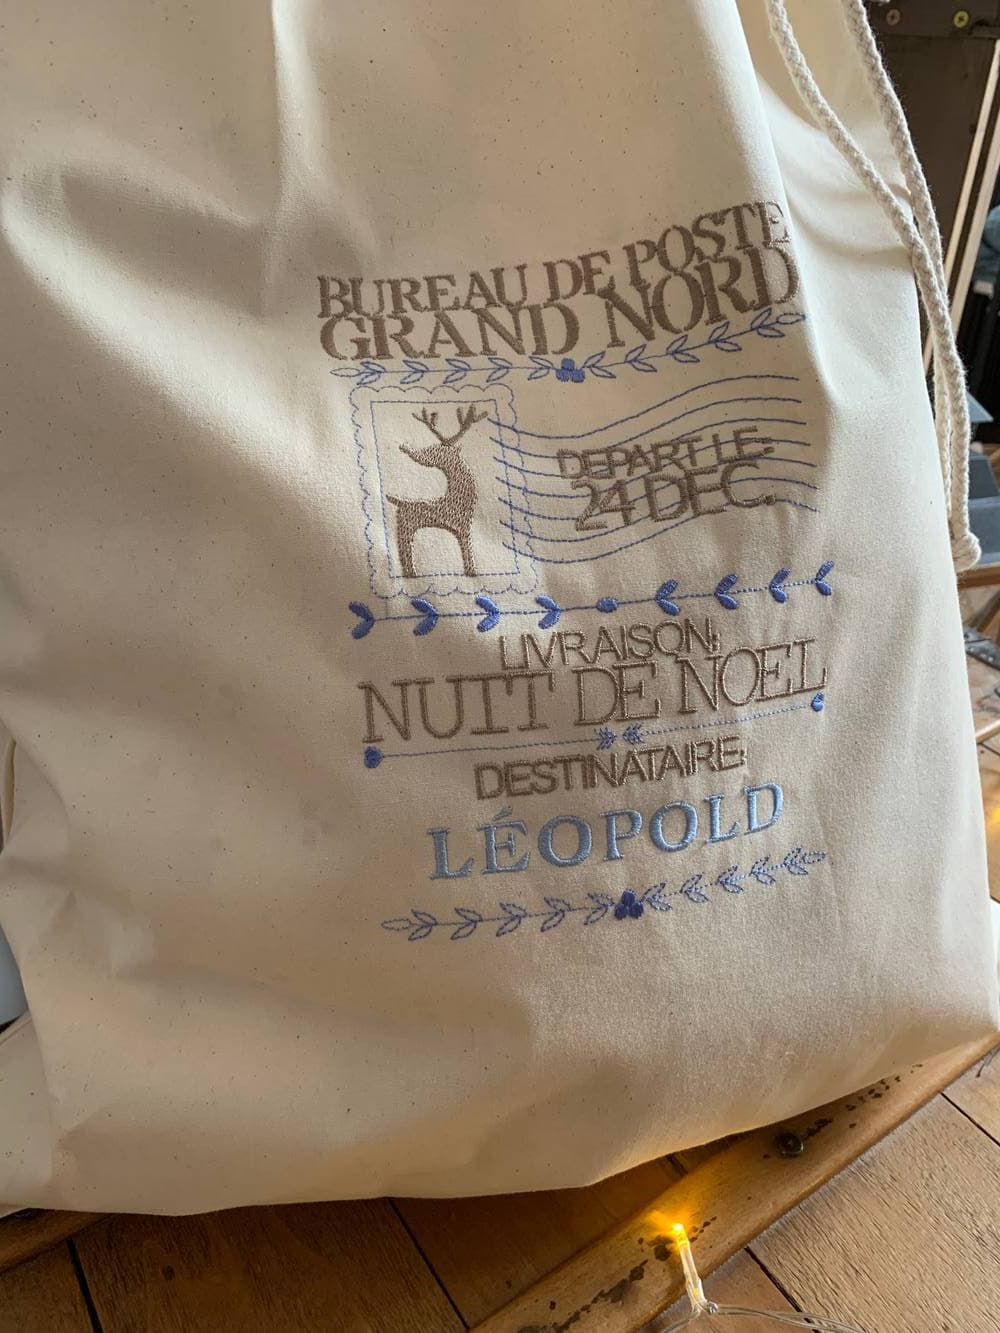 BUREAU DE POSTE
GRAND NORD
DEPART LE:
24 DEC.
LIVRAISON:
NUIT DE NOEL
DESTINATAIRE:
LÉOPOLD